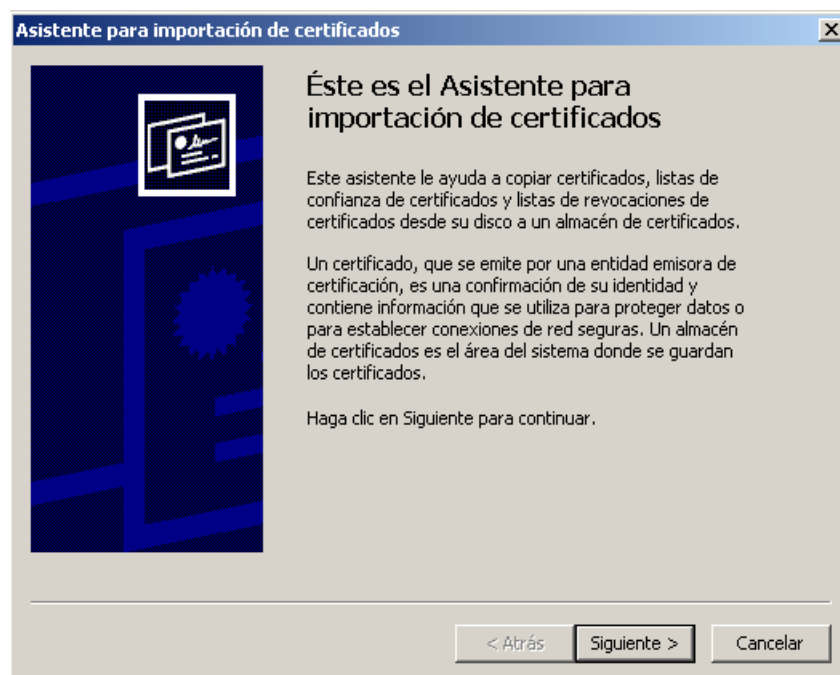 Asistente para importación de certificados
Éste es el Asistente para
importación de certificados
Este asistente le ayuda a copiar certificados, listas de
confianza de certificados y listas de revocaciones de
certificados desde su disco a un almacén de certificados.
Un certificado, que se emite por una entidad emisora de
certificación, es una confirmación de su identidad y
contiene información que se utiliza para proteger datos o
para establecer conexiones de red seguras. Un almacén
de certificados es el área del sistema donde se guardan
los certificados.
Haga clic en Siguiente para continuar.
< Atrás
Siguiente >
Cancelar